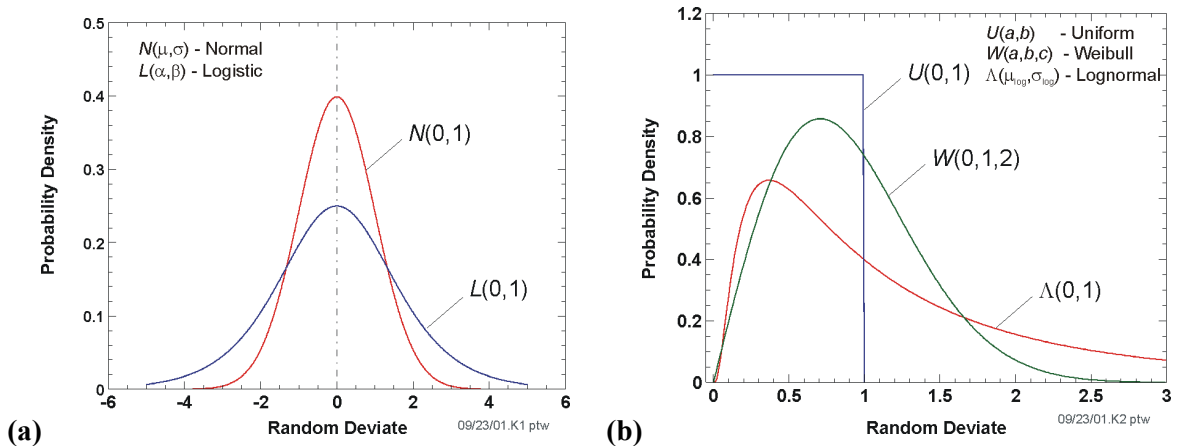 0.5
0.4
0.3
0.2
0.1
0
-6
-4
-2
0
2
4
6
Probability Density
Random Deviate
N(μ,σ) - Normal
L(α,β) - Logistic
N(0,1)
L(0,1)
09/23/01.K1 ptw
(a)
1.2
1
0.8
0.6
0.4
0.2
0
0
0.5
1
1.5
2
2.5
3
Probability Density
Random Deviate
U(a,b) - Uniform
W(a,b,c) - Weibull
Λ(μlog,σlog) - Lognormal
U(0,1)
W(0,1,2)
Λ(0,1)
09/23/01.K2 ptw
(b)